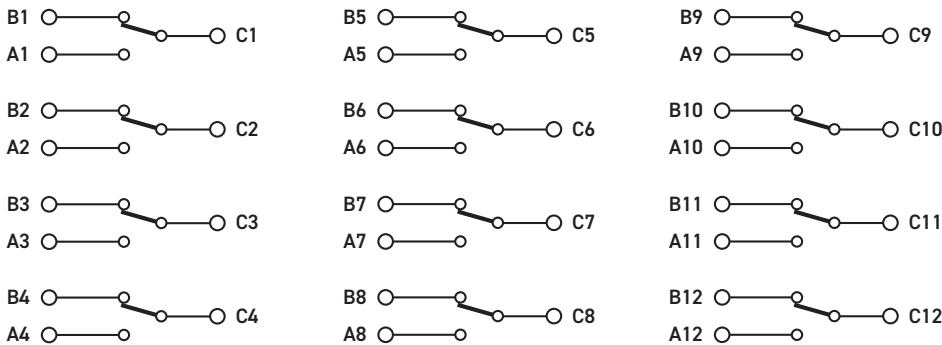 B1 C1
A1
B2 C2
A2
B3 C3
A3
B4 C4
A4
B5 C5
A5
B6 C6
A6
B7 C7
A7
B8 C8
A8
B9 C9
A9
B10 C10
A10
B11 C11
A11
B12 C12
A12